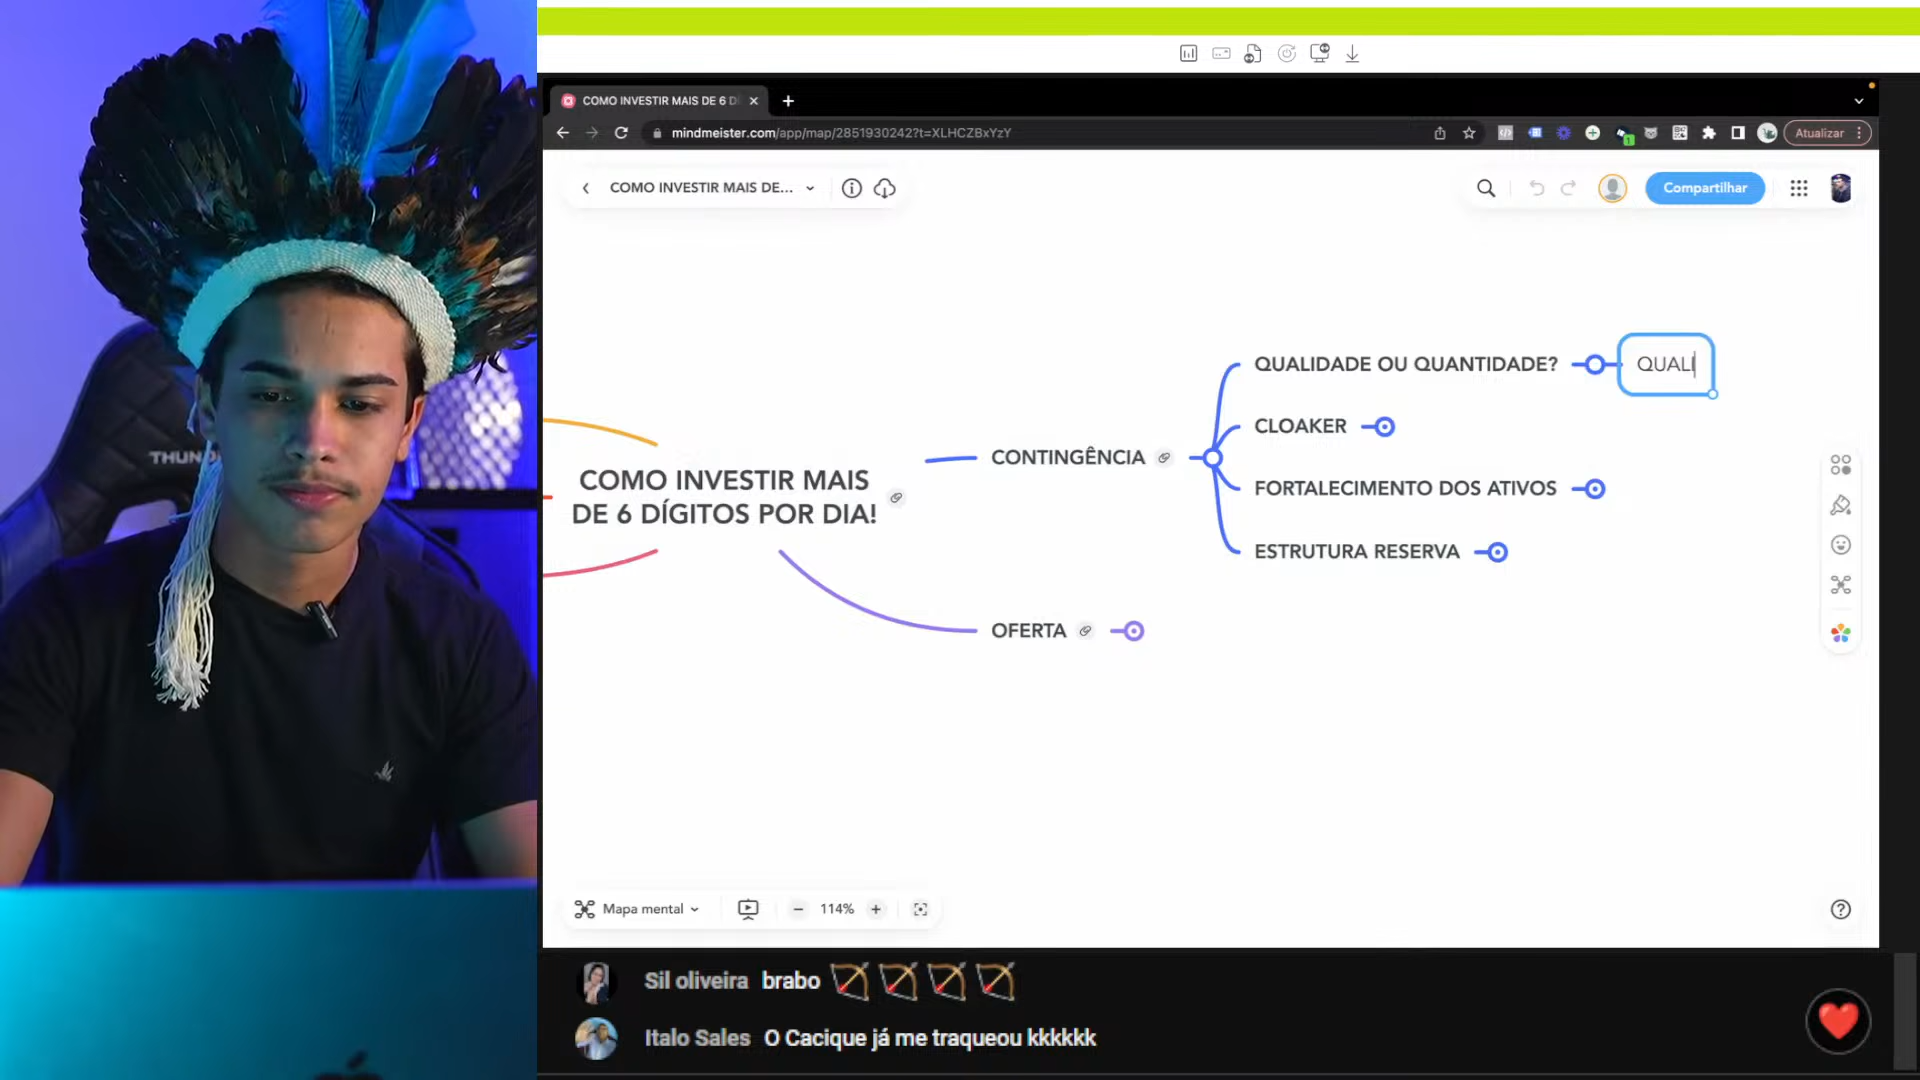 THUND
COMO INVESTIR MAIS DE 6 D
mindmeister.com/app/map/2851930242?t=XLHCZBxYzY
1
Atualizar
COMO INVESTIR MAIS DE...
Compartilhar
QUALIDADE OU QUANTIDADE?
QUALI
CLOAKER
CONTINGÊNCIA
FORTALECIMENTO DOS ATIVOS
COMO INVESTIR MAIS
DE 6 DÍGITOS POR DIA!
ESTRUTURA RESERVA
OFERTA
Mapa mental
114%
Sil oliveira brabo 🏹🏹🏹🏹
Italo Sales O Cacique já me traqueou kkkkkk